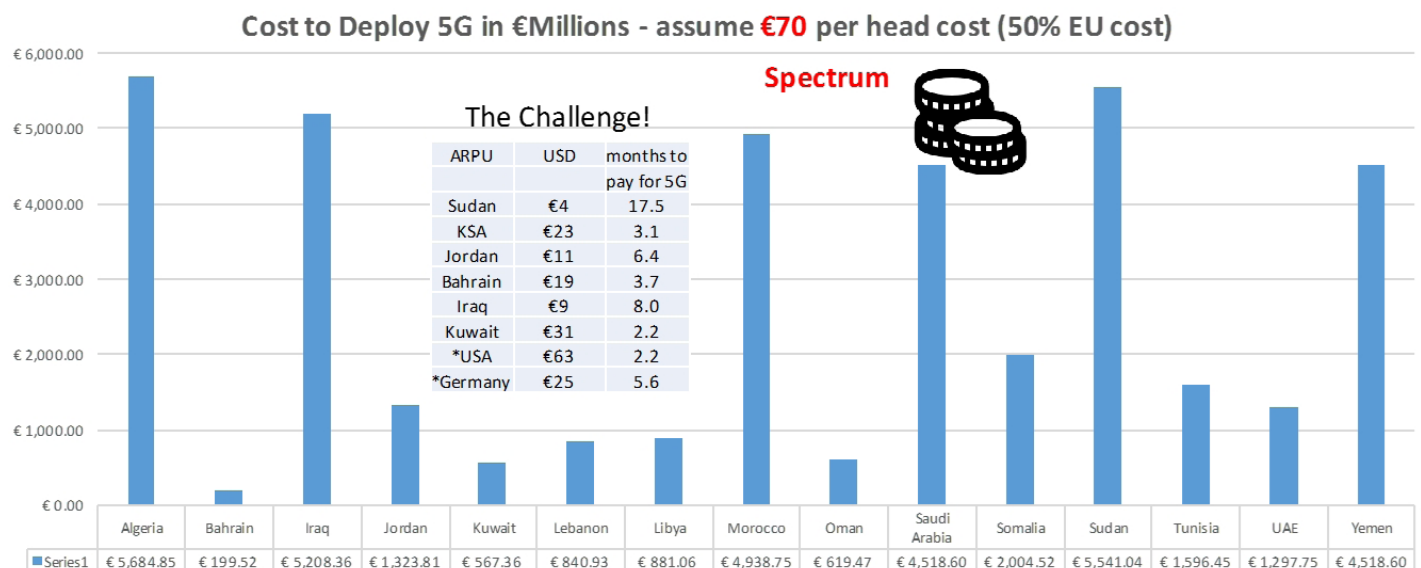 Cost to Deploy 5G in €Millions - assume €70 per head cost (50% EU cost)
€ 6,000.00
€ 5,000.00
€ 4,000.00
€ 3,000.00
€ 2,000.00
€ 1,000.00
€ 0.00
Spectrum
The Challenge!
ARPU USD months to
pay for 5G
Sudan €4 17.5
KSA €23 3.1
Jordan €11 6.4
Bahrain €19 3.7
Iraq €9 8.0
Kuwait €31 2.2
*USA €63 2.2
*Germany €25 5.6
Algeria Bahrain Iraq Jordan Kuwait Lebanon Libya Morocco Oman Saudi Arabia Somalia Sudan Tunisia UAE Yemen
Series1 € 5,684.85 € 199.52 € 5,208.36 € 1,323.81 € 567.36 € 840.93 € 881.06 € 4,938.75 € 619.47 € 4,518.60 € 2,004.52 € 5,541.04 € 1,596.45 € 1,297.75 € 4,518.60